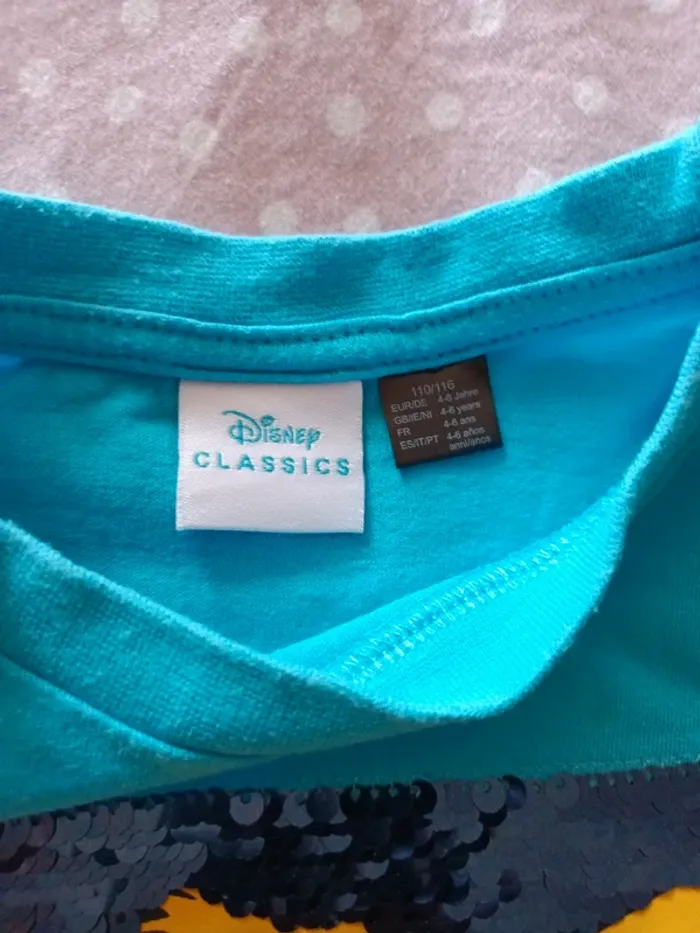 Disney
CLASSICS
110/116
EUR/DE 4-6 Jahre
GB/IE/NI 4-6 years
FR 4-6 ans
ES/IT/PT 4-6 años
anni/anos